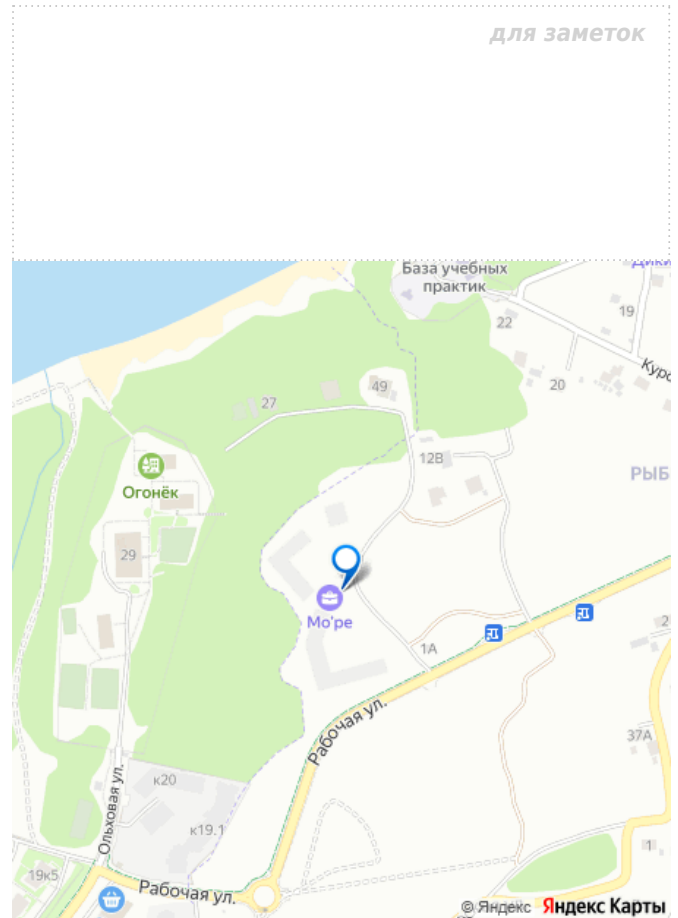 для заметок
База учебных
практик
22
19
49
20
27
12В
Огонёк
29
Мо'ре
1А
Рабочая ул.
37А
к20
Ольховая ул.
к19.1
1
19к5
Рабочая ул.
© Яндекс Яндекс Карты